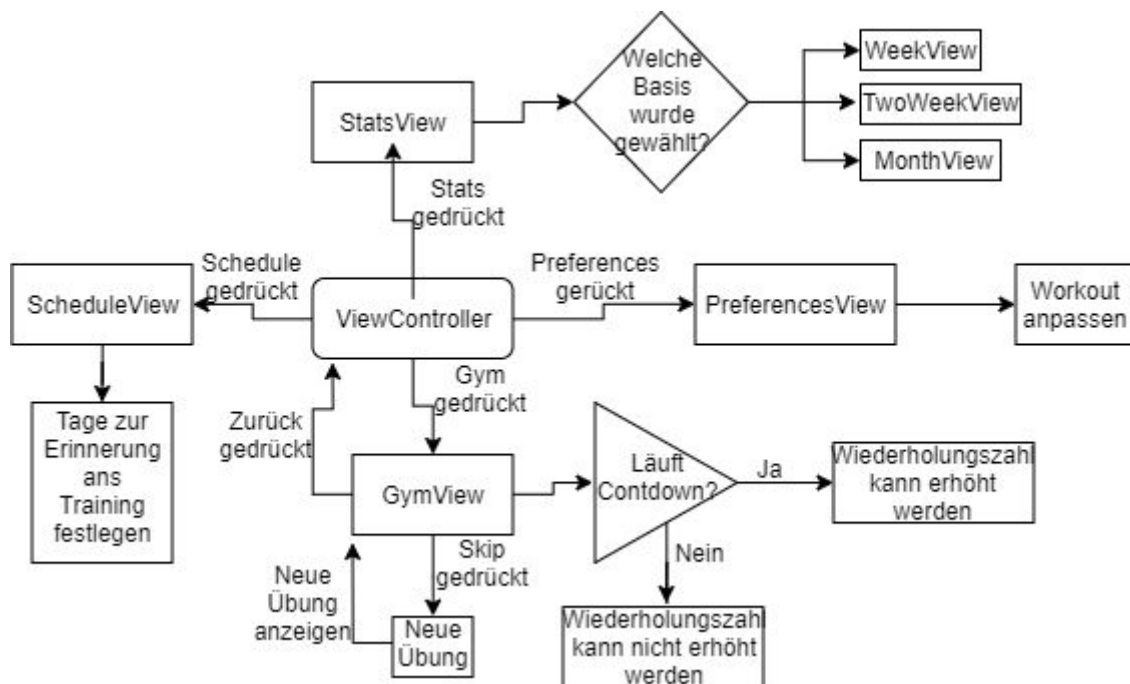 Welche
Basis
wurde
gewählt?
WeekView
TwoWeekView
MonthView
StatsView
Stats
gedrückt
Schedule
gedrückt
Preferences
gerückt
ScheduleView
ViewController
PreferencesView
Workout
anpassen
Gym
gedrückt
Zurück
gedrückt
Tage zur
Erinnerung
ans
Training
festlegen
GymView
Läuft
Contdown?
Ja
Wiederholungszahl
kann erhöht
werden
Nein
Skip
gedrückt
Neue
Übung
anzeigen
Neue
Übung
Wiederholungszahl
kann nicht erhöht
werden